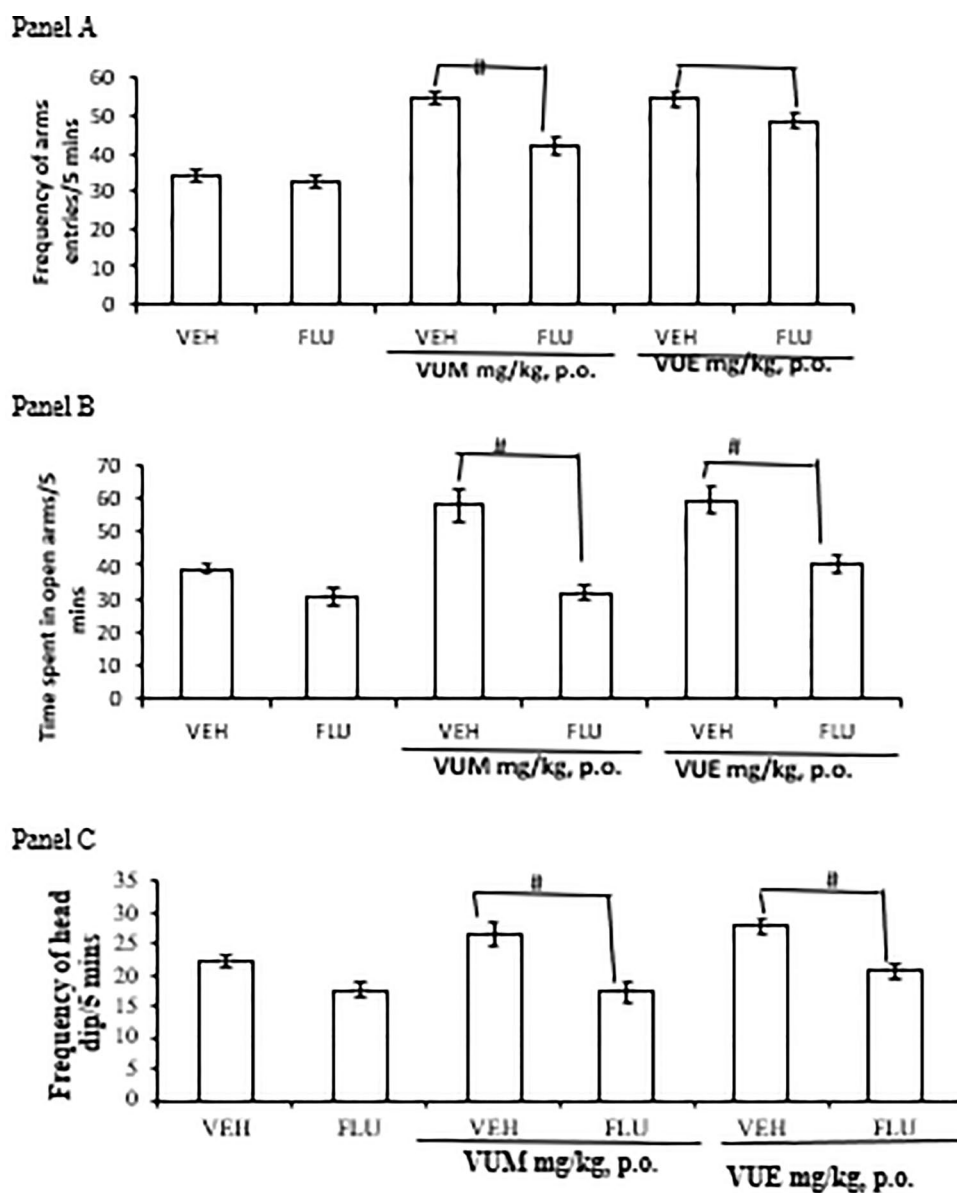 Panel A
Frequency of arms
entries/5 mins
60
50
40
30
20
10
0
#
VEH FLU VEH FLU VEH FLU
VUM mg/kg, p.o. VUE mg/kg, p.o.
Panel B
Time spent in open arms/5
mins
70
60
50
40
30
20
10
0
# #
VEH FLU VEH FLU VEH FLU
VUM mg/kg, p.o. VUE mg/kg, p.o.
Panel C
Frequency of head
dip/5 mins
35
30
25
20
15
10
5
0
# #
VEH FLU VEH FLU VEH FLU
VUM mg/kg, p.o. VUE mg/kg, p.o.